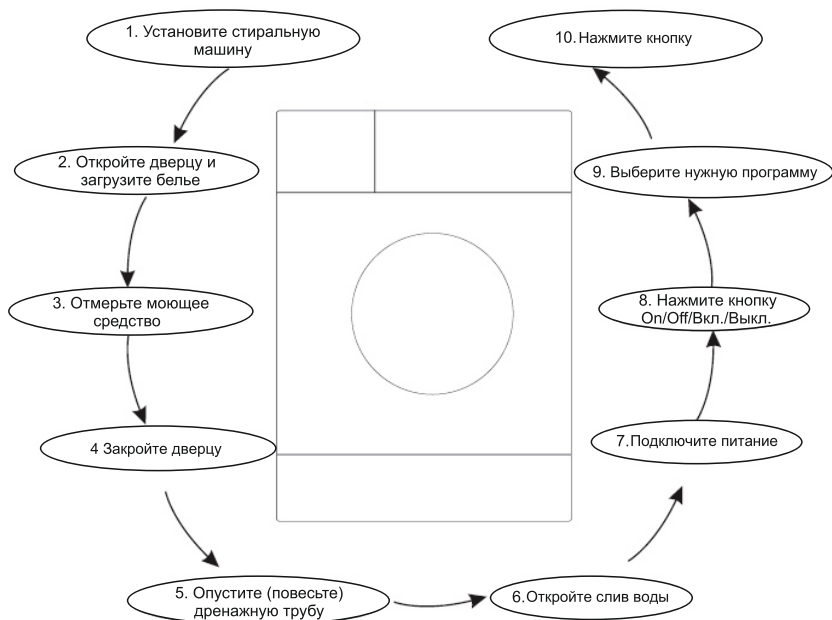 1. Установите стиральную
машину
2. Откройте дверцу и
загрузите белье
3. Отмерьте моющее
средство
4 Закройте дверцу
5. Опустите (повесьте)
дренажную трубу
6.Откройте слив воды
7.Подключите питание
8. Нажмите кнопку
On/Off/Вкл./Выкл.
9. Выберите нужную программу
10.Нажмите кнопку